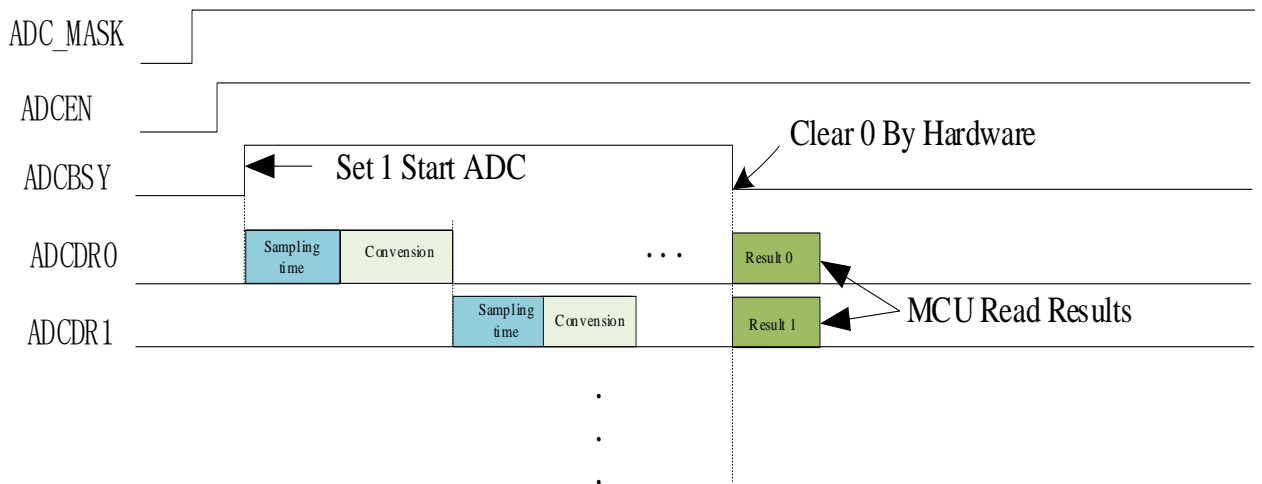 ADC_MASK
ADCEN
Clear 0 By Hardware
ADCBSY
Set 1 Start ADC
ADCDR0
Sampling
time
Convension
...
Result 0
MCU Read Results
ADCDR1
Sampling
time
Convension
Result 1
.
.
.